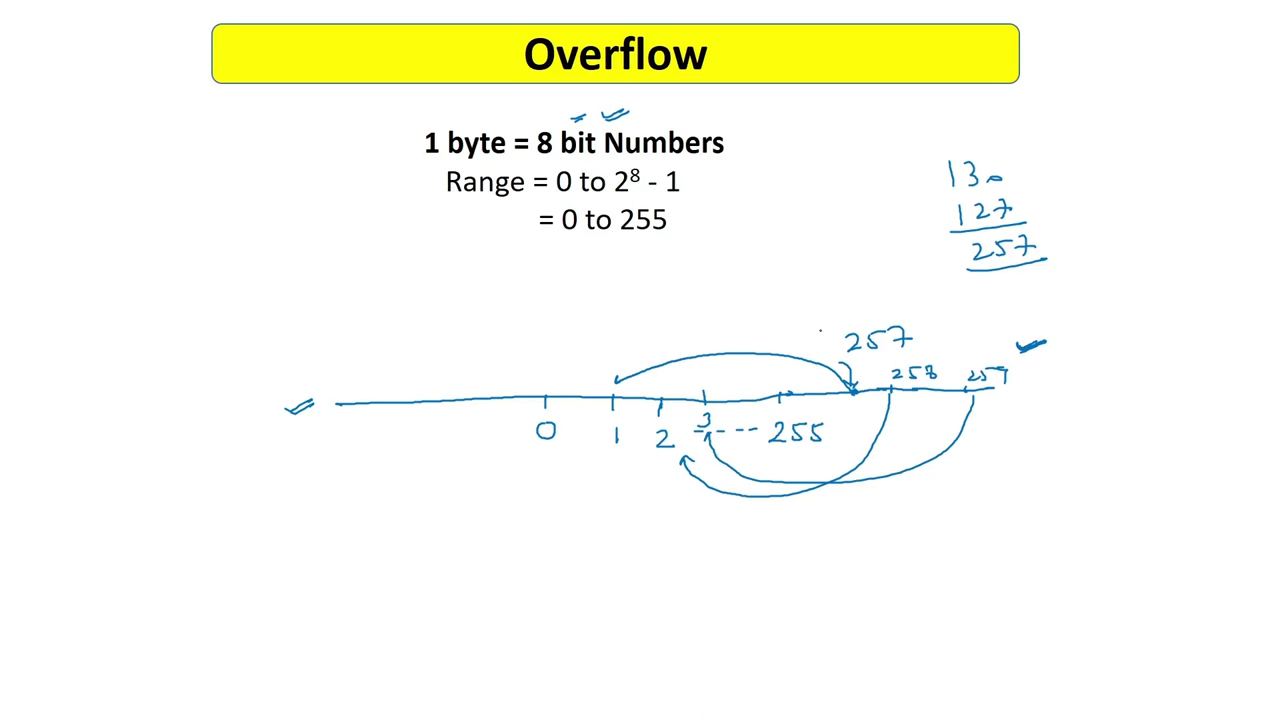 Overflow
1 byte = 8 bit Numbers
Range = 0 to 2⁸ - 1
= 0 to 255
130
127
257
257
258 259
0 1 2 3 ---- 255